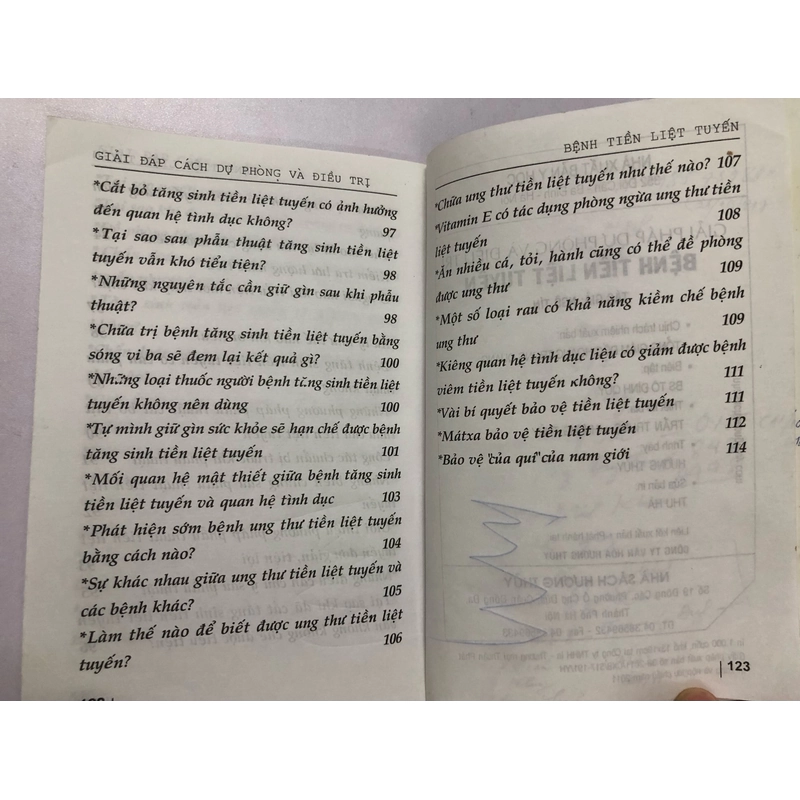 GIẢI ĐÁP CÁCH DỰ PHÒNG VÀ ĐIỀU TRỊ
*Cắt bỏ tăng sinh tiền liệt tuyến có ảnh hưởng
đến quan hệ tình dục không?
97
*Tại sao sau phẫu thuật tăng sinh tiền liệt
tuyến vẫn khó tiểu tiện?
98
*Những nguyên tắc cần giữ gìn sau khi phẫu
thuật?
98
*Chữa trị bệnh tăng sinh tiền liệt tuyến bằng
sóng vi ba sẽ đem lại kết quả gì?
100
*Những loại thuốc người bệnh tăng sinh tiền liệt
tuyến không nên dùng
100
*Tự mình giữ gìn sức khỏe sẽ hạn chế được bệnh
tăng sinh tiền liệt tuyến
101
*Mối quan hệ mật thiết giữa bệnh tăng sinh
tiền liệt tuyến và quan hệ tình dục
103
*Phát hiện sớm bệnh ung thư tiền liệt tuyến
bằng cách nào?
104
*Sự khác nhau giữa ung thư tiền liệt tuyến và
các bệnh khác?
105
*Làm thế nào để biết được ung thư tiền liệt
tuyến?
106
BỆNH TIỀN LIỆT TUYẾN
*Chữa ung thư tiền liệt tuyến như thế nào? 107
*Vitamin E có tác dụng phòng ngừa ung thư tiền
liệt tuyến
108
*Ăn nhiều cá, tỏi, hành cũng có thể đề phòng
được ung thư
109
*Một số loại rau có khả năng kiềm chế bệnh
ung thư
109
*Kiêng quan hệ tình dục liệu có giảm được bệnh
viêm tiền liệt tuyến không?
111
*Vài bí quyết bảo vệ tiền liệt tuyến
111
*Mátxa bảo vệ tiền liệt tuyến
112
*Bảo vệ "của quí"của nam giới
114
123